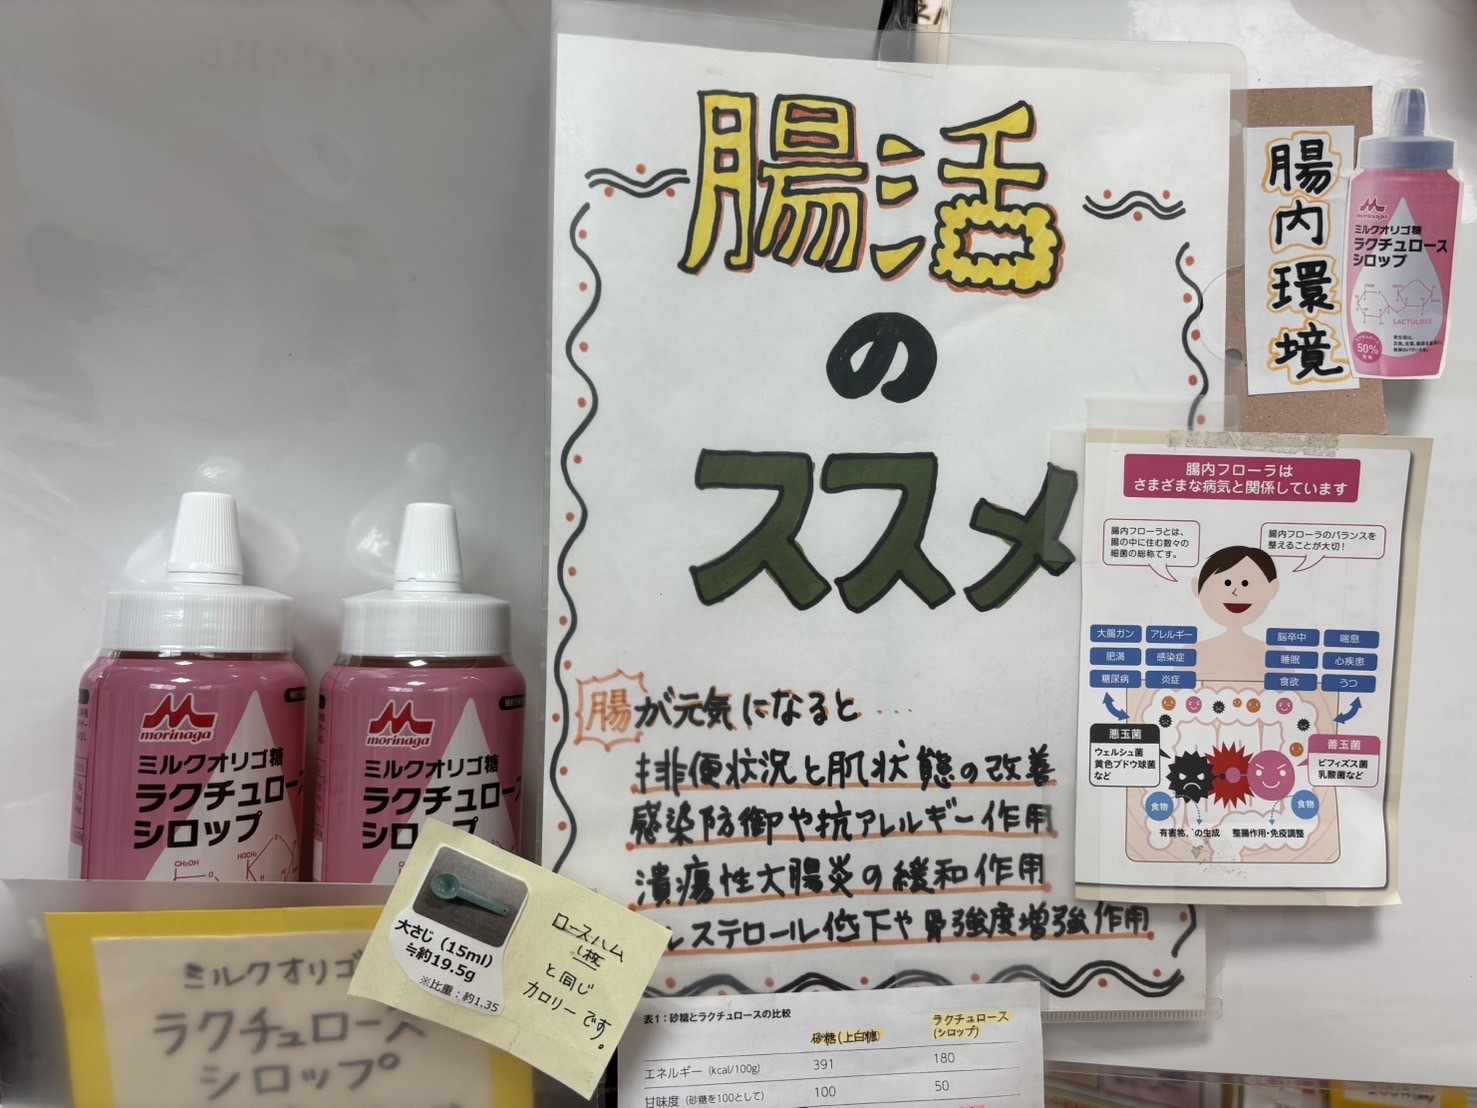 腸活
の
ススメ
腸が元気になると・・・
排便状況と肌状態の改善
感染防御や抗アレルギー作用
潰瘍性大腸炎の緩和作用
レステロール低下や骨強度増強作用
腸内環境
morinaga
ミルクオリゴ糖
ラクチュロース
シロップ
LACTULOSE
50%
腸内フローラは
さまざまな病気と関係しています
腸内フローラとは、
腸の中に住む数々の
細菌の総称です。
腸内フローラのバランスを
整えることが大切!
大腸ガン アレルギー
肥満 感染症
糖尿病 炎症
脳卒中 喘息
睡眠 心疾患
食欲 うつ
悪玉菌
ウェルシュ菌
黄色ブドウ球菌
など
善玉菌
ビフィズス菌
乳酸菌など
食物
食物
有害物、の生成
整腸作用・免疫調整
morinaga
ミルクオリゴ糖
ラクチュロース
シロップ
CH₂OH
HOCH₂
morinaga
ミルクオリゴ糖
ラクチュロー
シロッ
大さじ(15ml)
≒約19.5g
※比重:約1.35
ロースハム
1枚
と同じ
カロリーです。
ミルクオリゴ
ラクチュロース
シロップ
表1:砂糖とラクチュロースの比較
砂糖(上白糖) ラクチュロース(シロップ)
エネルギー(kcal/100g) 391 180
甘味度(砂糖を100として) 100 50